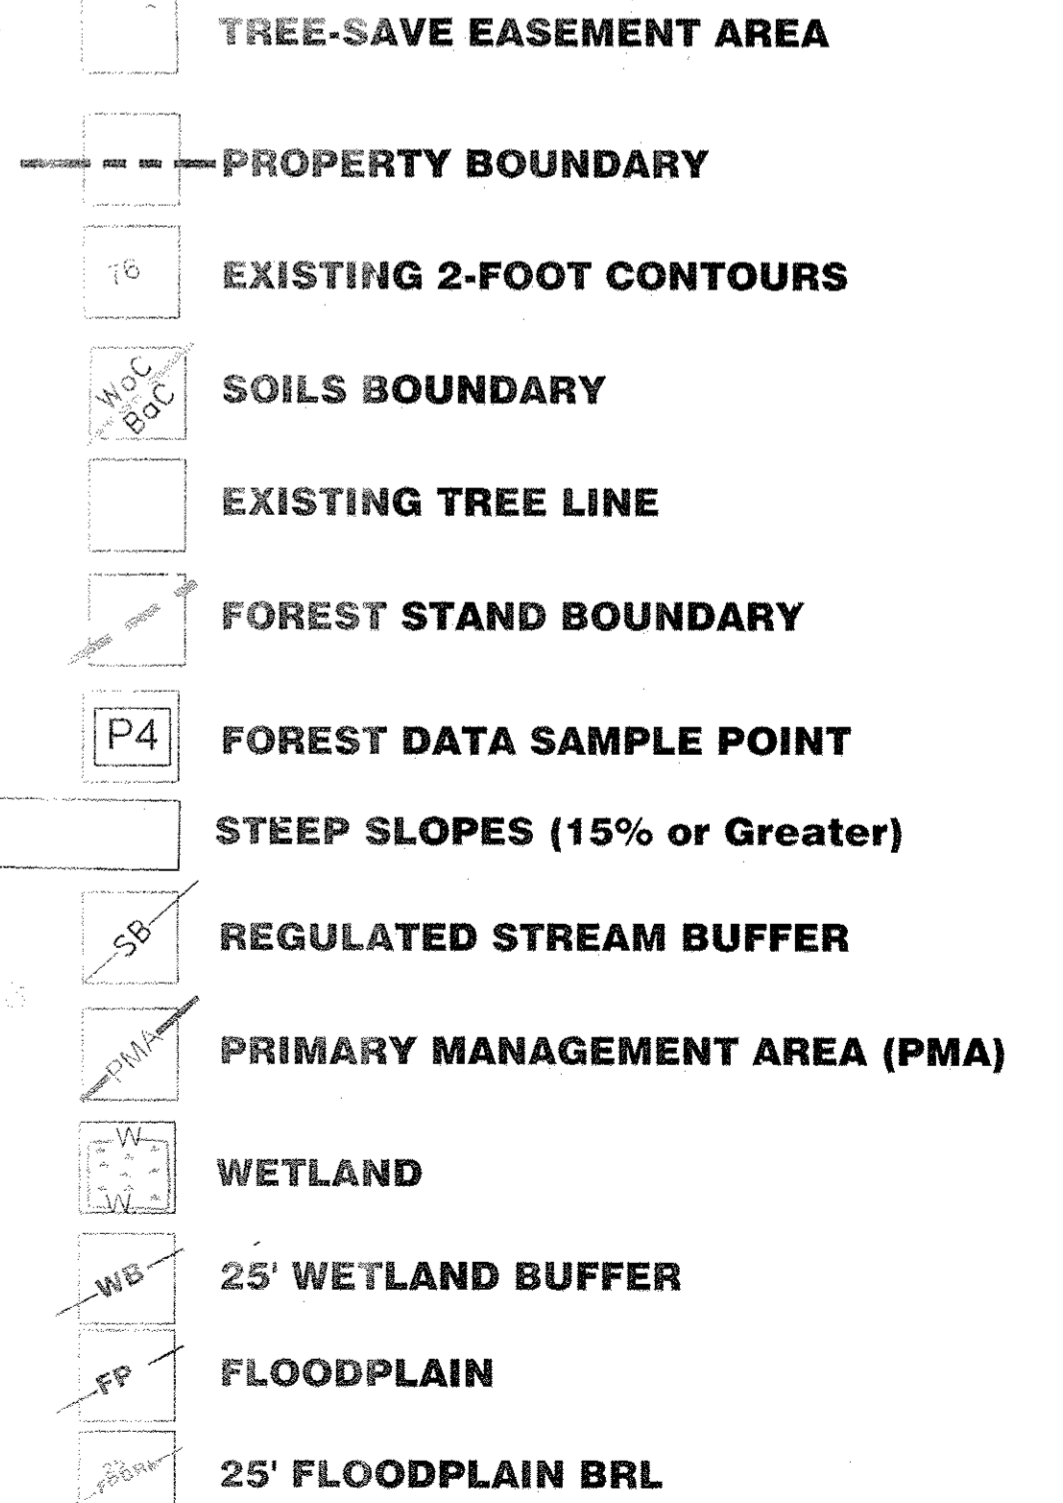 TREE-SAVE EASEMENT AREA
PROPERTY BOUNDARY
76 EXISTING 2-FOOT CONTOURS
WoC
BaC
SOILS BOUNDARY
EXISTING TREE LINE
FOREST STAND BOUNDARY
P4 FOREST DATA SAMPLE POINT
STEEP SLOPES (15% or Greater)
SB REGULATED STREAM BUFFER
PMA PRIMARY MANAGEMENT AREA (PMA)
W
W
WETLAND
WB 25' WETLAND BUFFER
FP FLOODPLAIN
25' FLOODPLAIN BRL